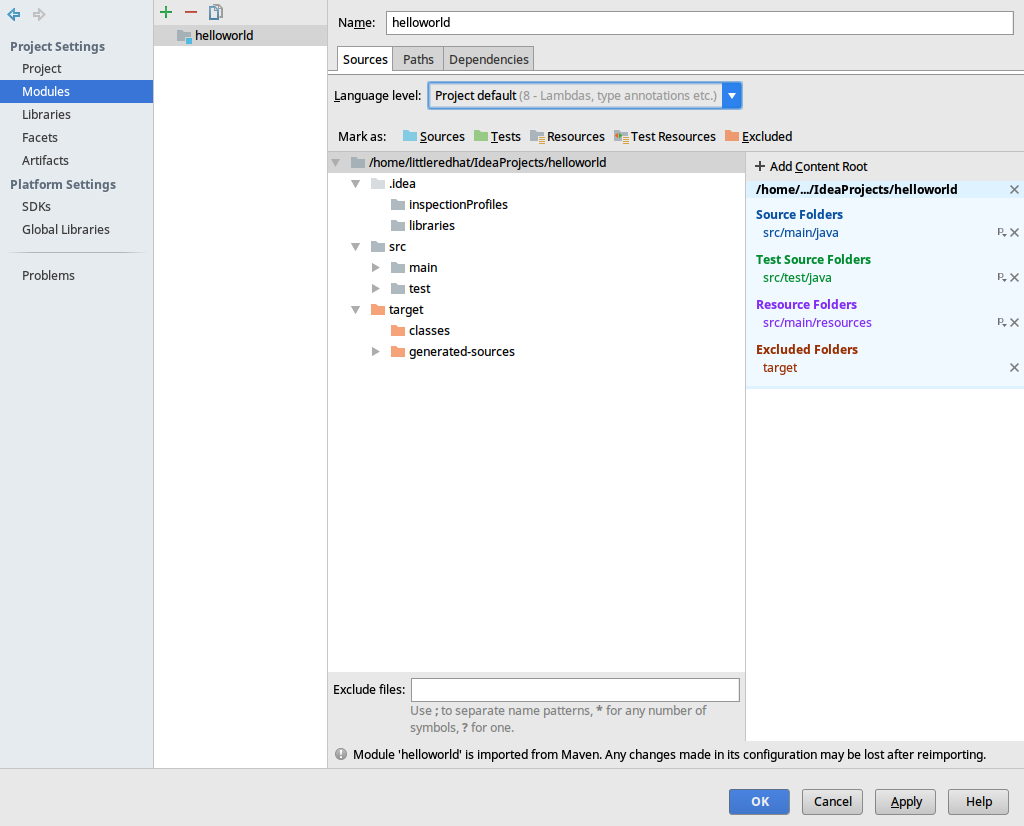 Project Settings
Project
Modules
Libraries
Facets
Artifacts
Platform Settings
SDKs
Global Libraries
Problems
helloworld
Name: helloworld
Sources Paths Dependencies
Language level: Project default (8 - Lambdas, type annotations etc.)
Mark as: Sources Tests Resources Test Resources Excluded
/home/littleredhat/IdeaProjects/helloworld
.idea
inspectionProfiles
libraries
src
main
test
target
classes
generated-sources
+ Add Content Root
/home/.../IdeaProjects/helloworld
Source Folders
src/main/java
Test Source Folders
src/test/java
Resource Folders
src/main/resources
Excluded Folders
target
Exclude files:
Use ; to separate name patterns, * for any number of
symbols, ? for one.
Module 'helloworld' is imported from Maven. Any changes made in its configuration may be lost after reimporting.
OK Cancel Apply Help